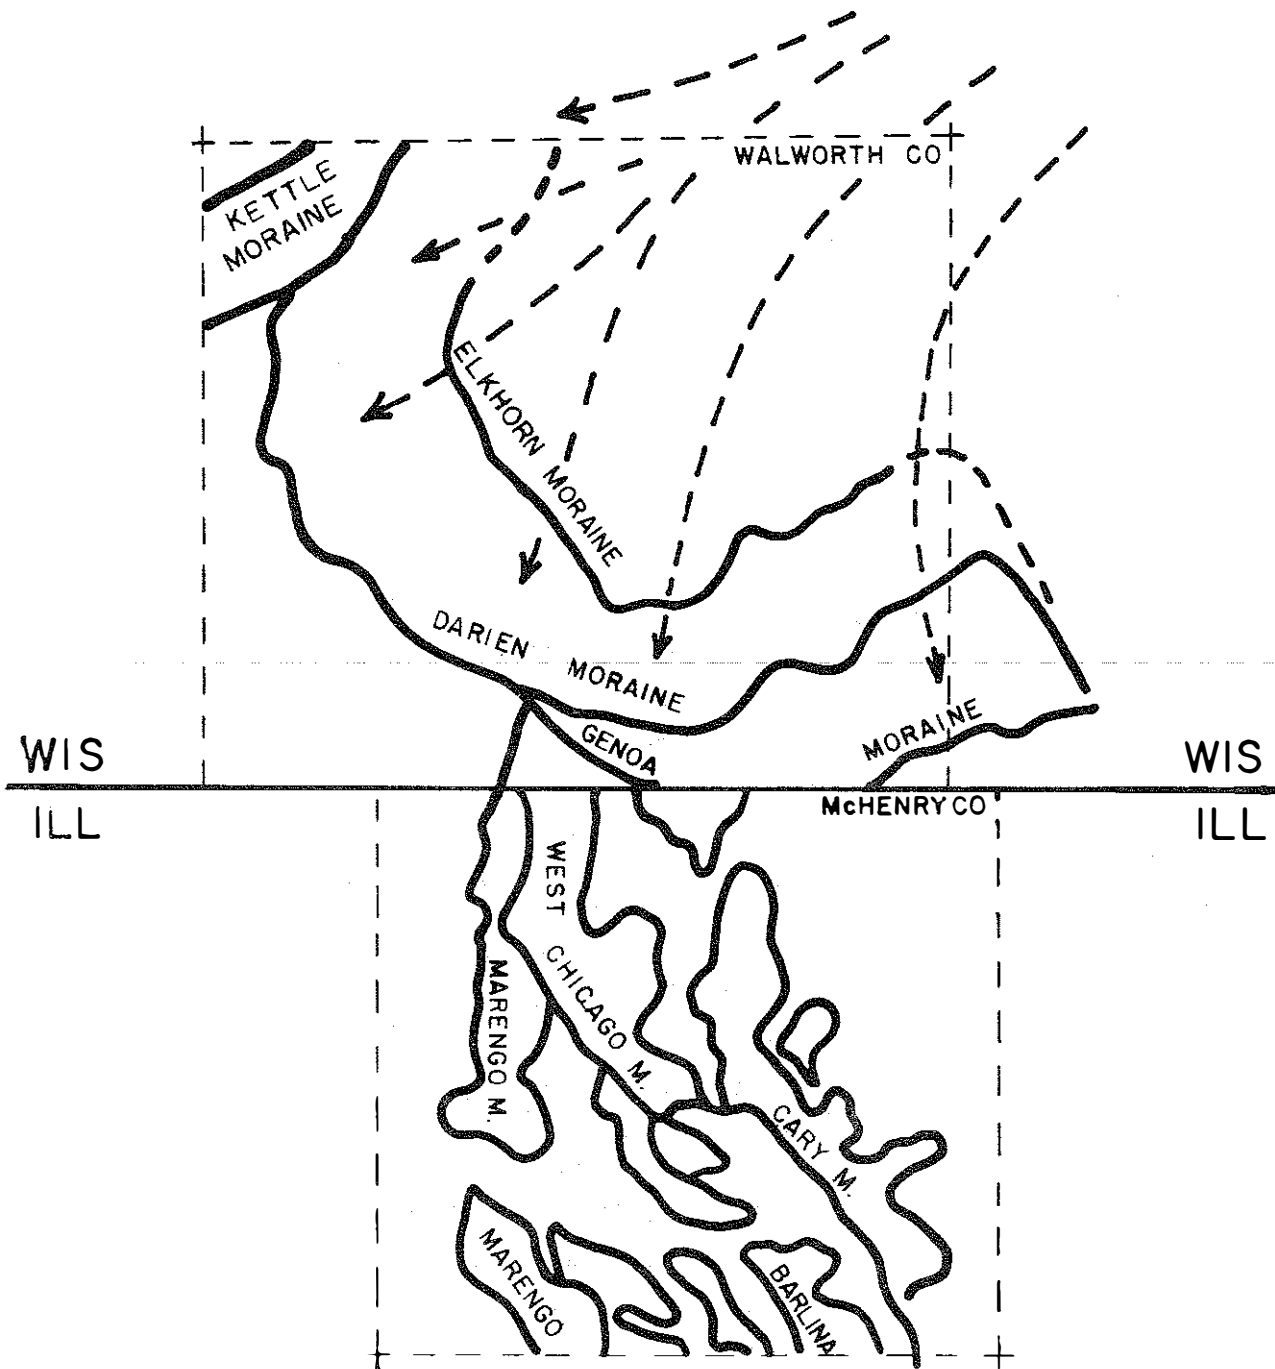 WALWORTH CO
KETTLE
MORAINE
ELKHORN MORAINE
DARIEN MORAINE
GENOA MORAINE
WIS
WIS
ILL
McHENRY CO
ILL
WEST CHICAGO M.
MARENGO M.
CARY M.
MARENGO
BARLINA